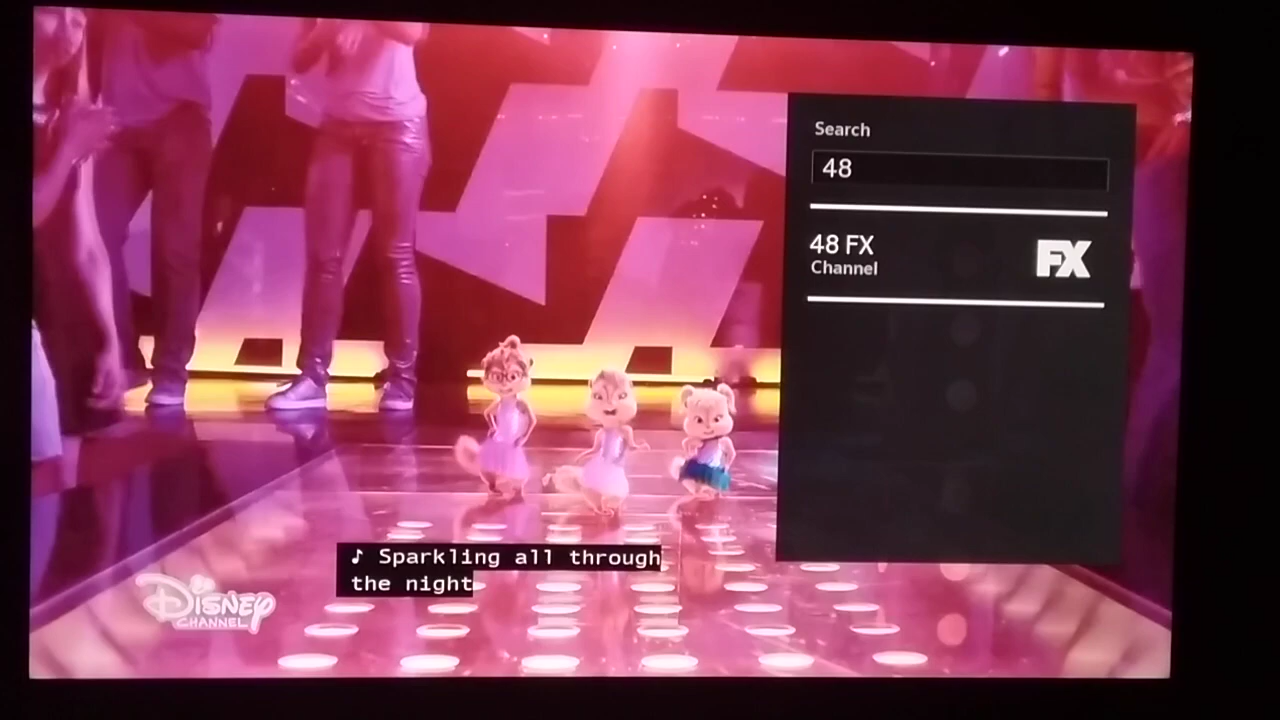 Search
48
48 FX
Channel
FX
♪ Sparkling all through
the night
Disney
CHANNEL